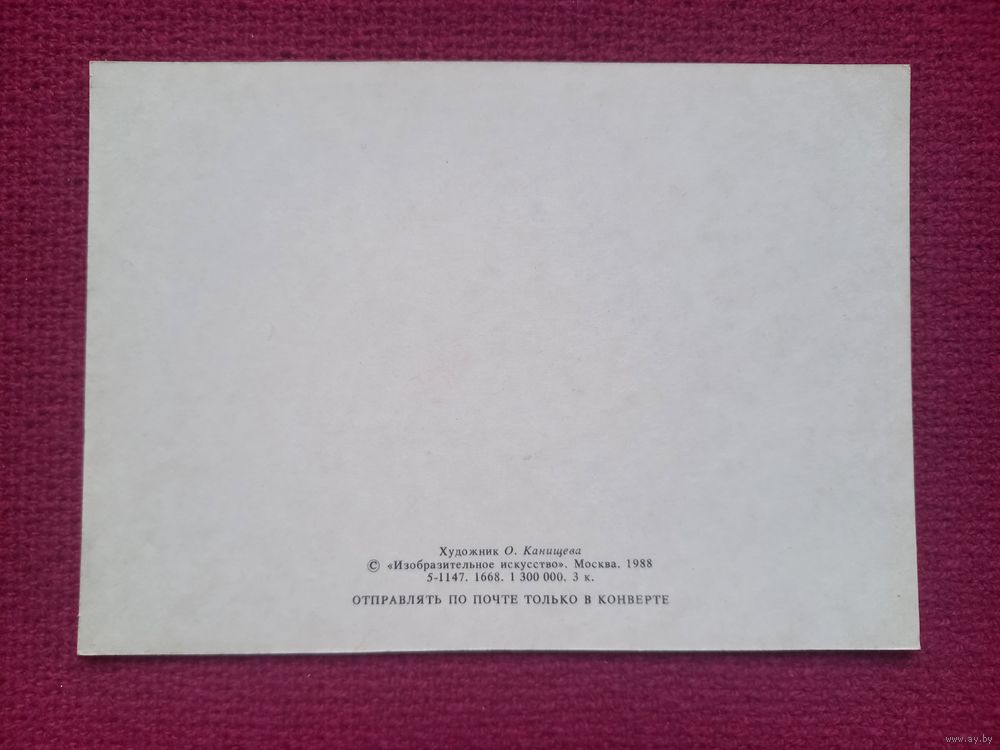 Художник О. Канищева
© «Изобразительное искусство». Москва. 1988
5-1147. 1668. 1 300 000. 3 к.
ОТПРАВЛЯТЬ ПО ПОЧТЕ ТОЛЬКО В КОНВЕРТЕ
www.ay.by